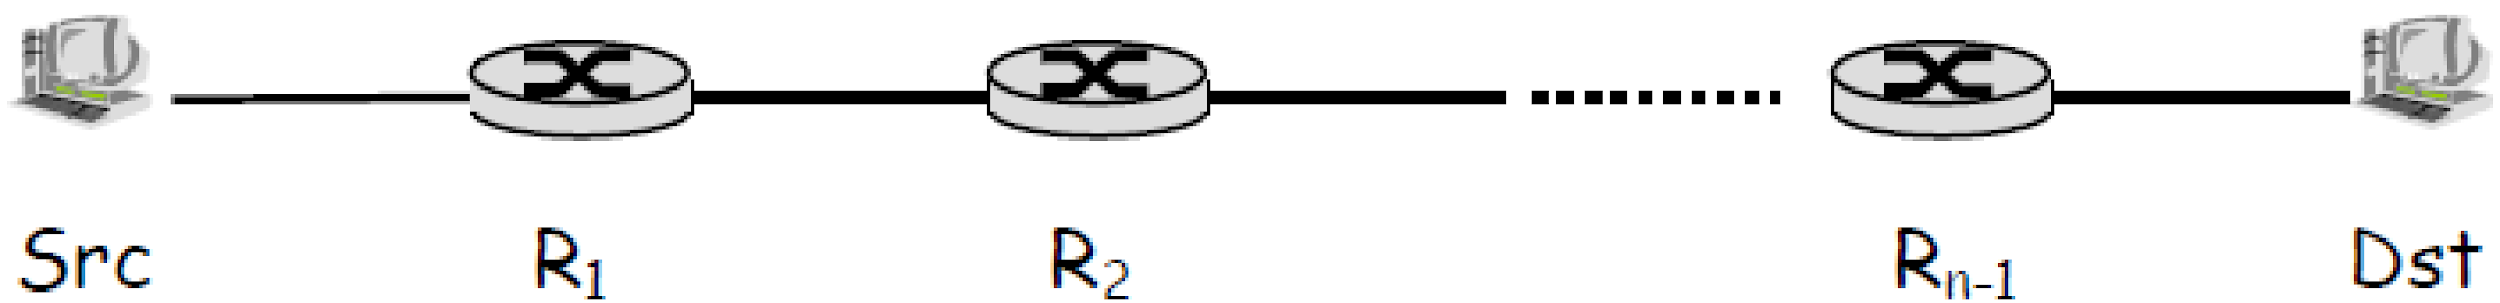 Src R₁ R₂ Rₙ₋₁ Dst